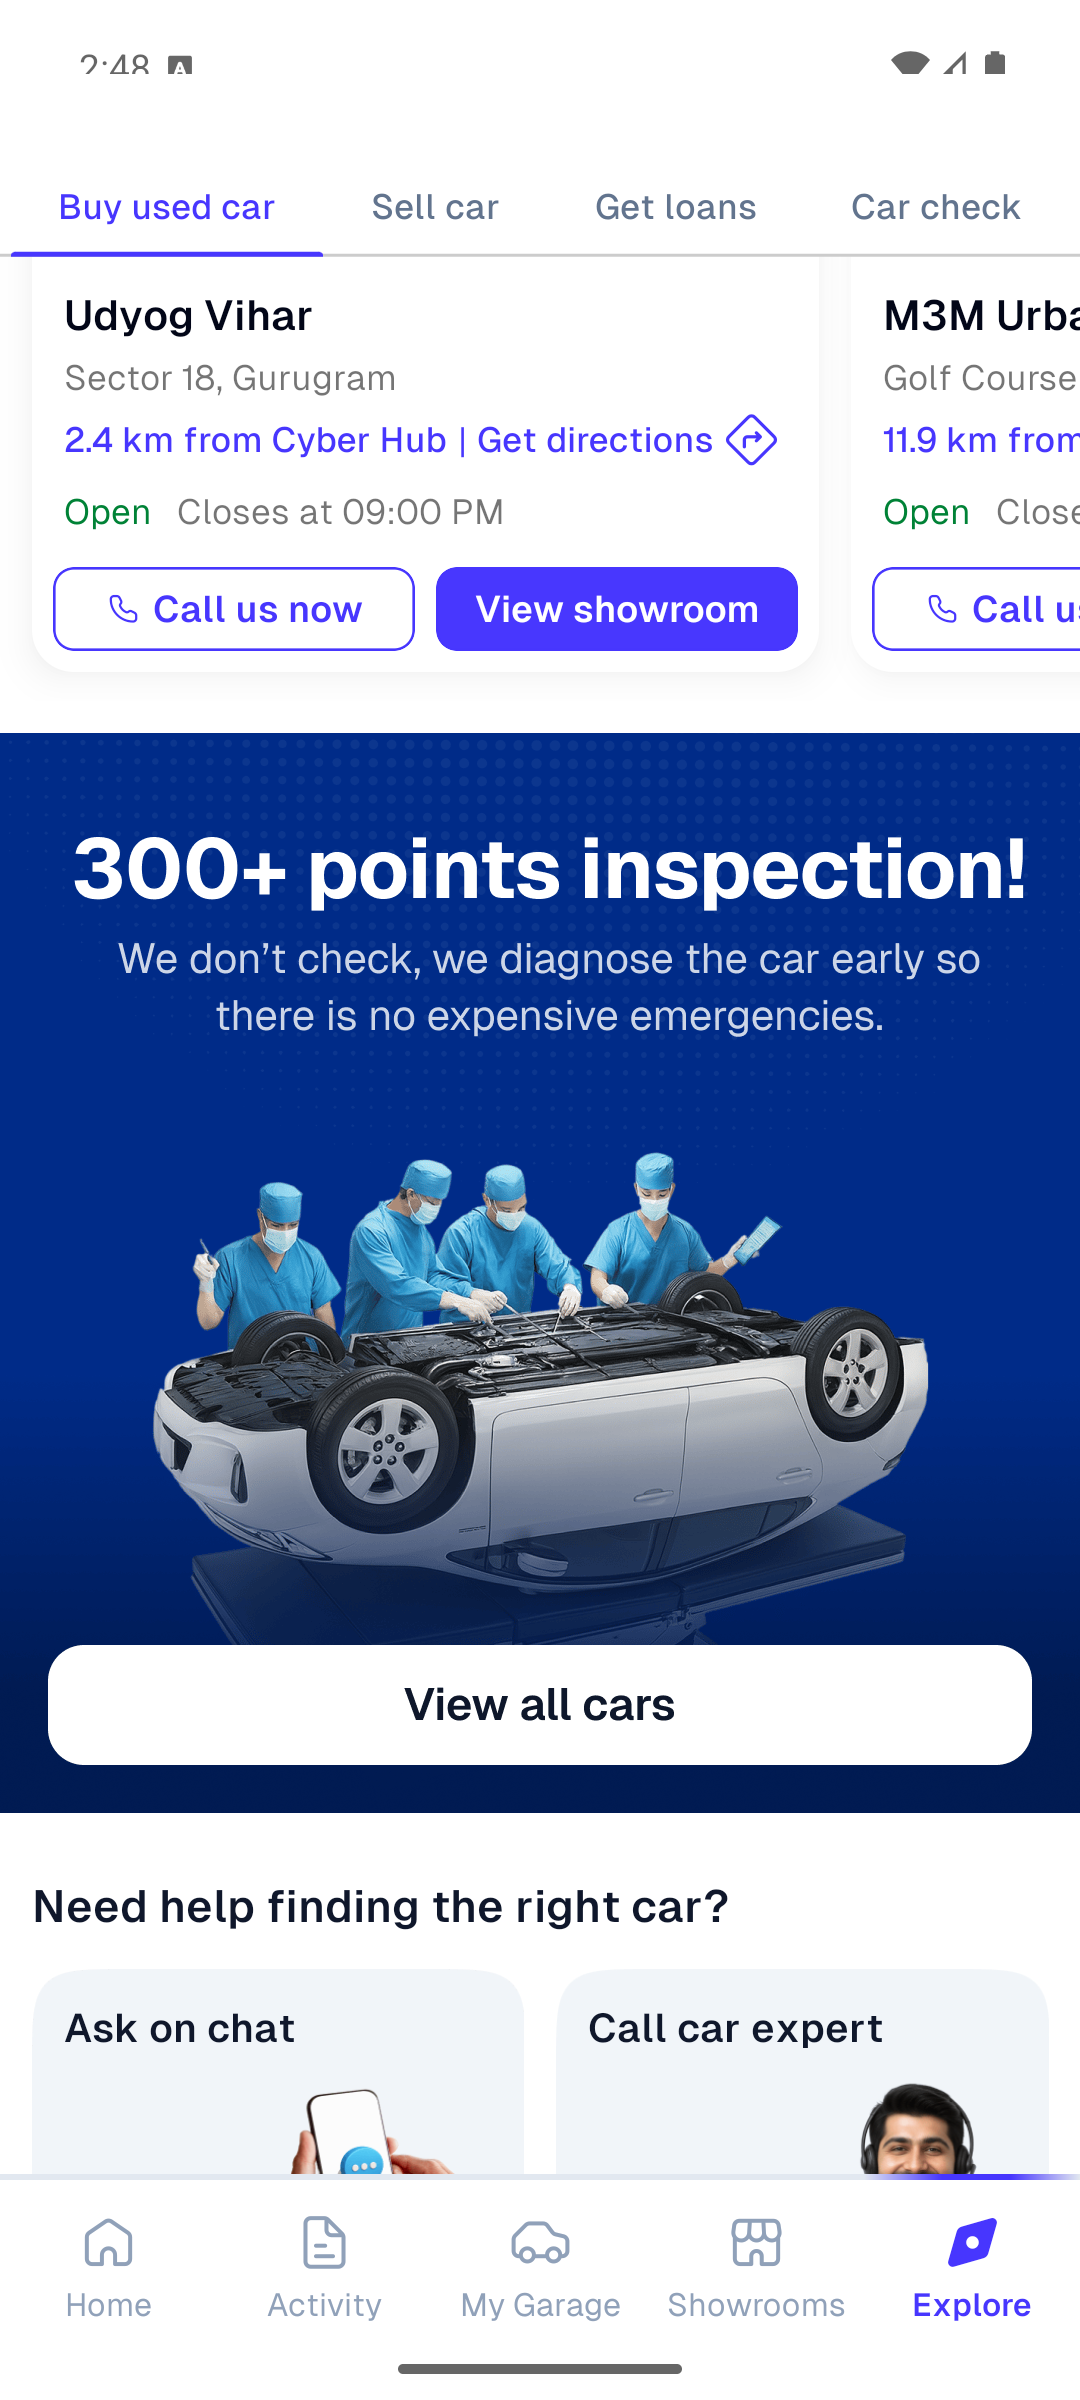 2:48
Buy used car
Sell car
Get loans
Car check
Udyog Vihar
Sector 18, Gurugram
2.4 km from Cyber Hub | Get directions
Open Closes at 09:00 PM
Call us now
View showroom
M3M
Golf Course
11.9 km from
Open
Call
300+ points inspection!
We don’t check, we diagnose the car early so
there is no expensive emergencies.
View all cars
Need help finding the right car?
Ask on chat
Call car expert
Home
Activity
My Garage
Showrooms
Explore